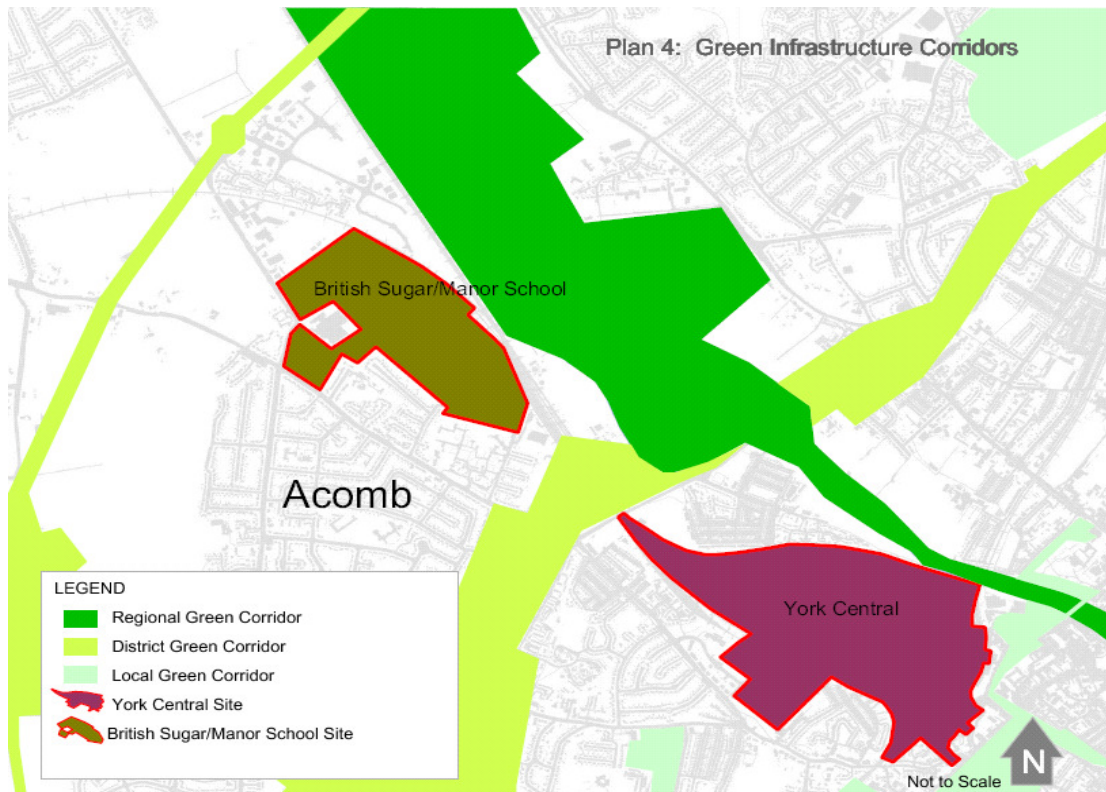 Plan 4: Green Infrastructure Corridors
British Sugar/Manor School
Acomb
York Central
LEGEND
Regional Green Corridor
District Green Corridor
Local Green Corridor
York Central Site
British Sugar/Manor School Site
N
Not to Scale